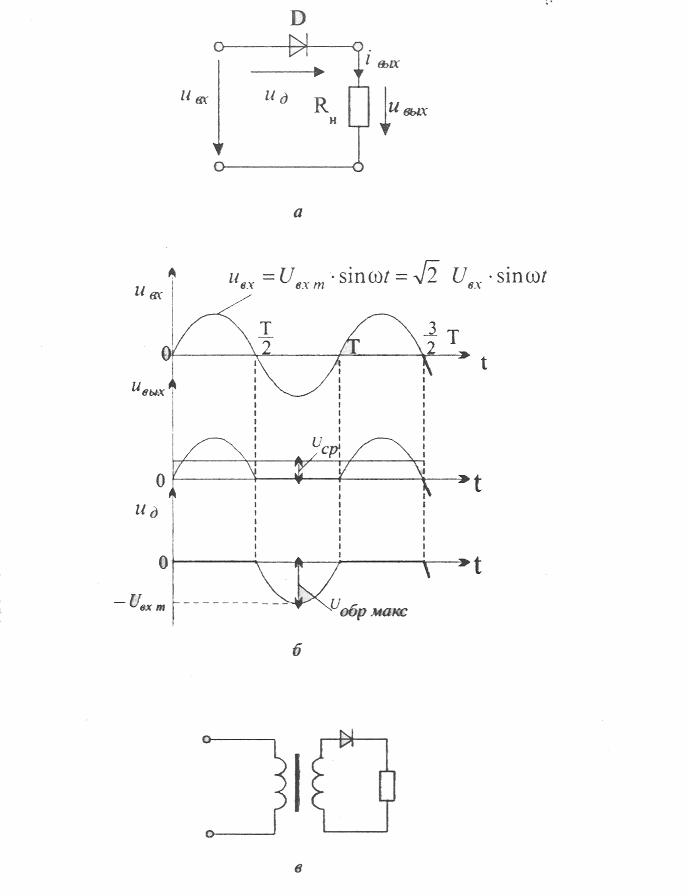 D
i вых
u вх
u д
R н
u вых
а
u вх = U вх m · sin ωt = √2 U вх · sin ωt
u вх
T/2
3/2 T
0
T
t
u вых
U ср
0
t
u д
0
t
−U вх m
U обр макс
б
в